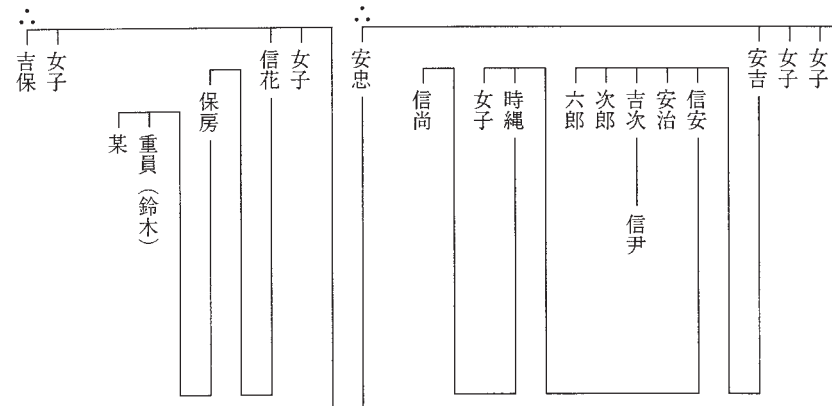 女子
女子
安吉
信安
安治
吉次
信尹
次郎
六郎
時縄
女子
信尚
安忠
女子
信花
保房
重員（鈴木）
某
女子
吉保